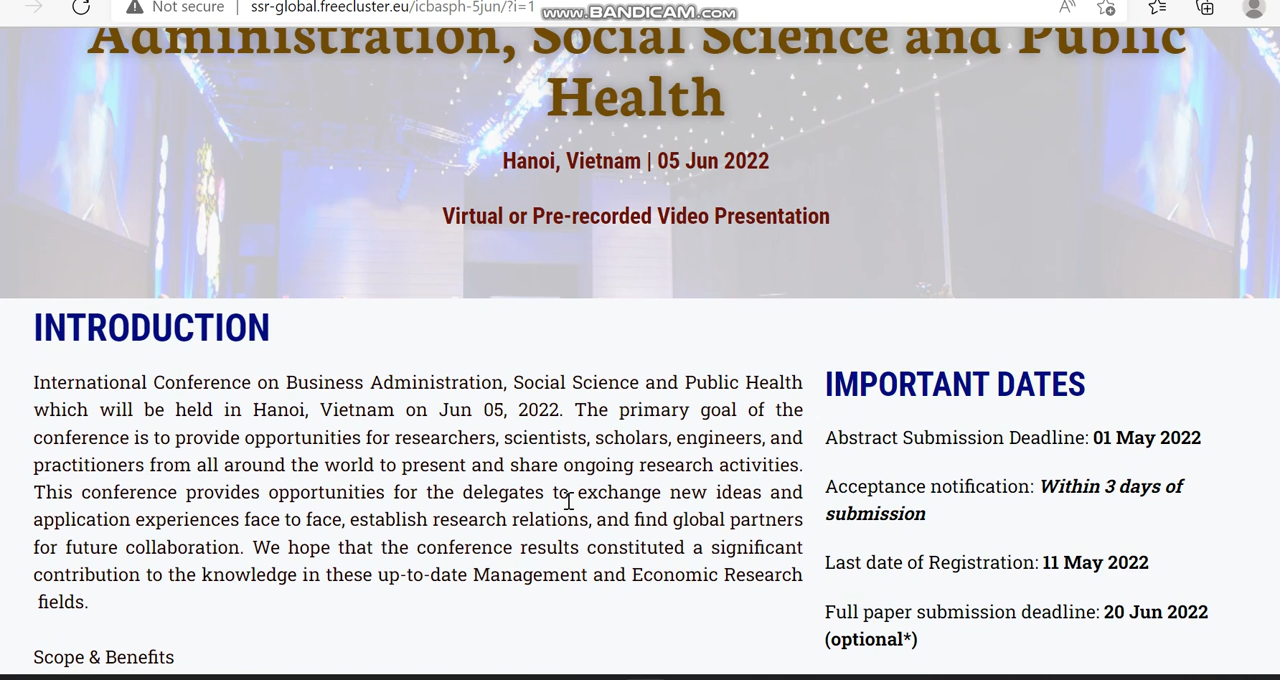 Not secure
ssr-global.freecluster.eu/icbasph-5jun/?i=1
www.BANDICAM.com
Administration, Social Science and Public
Health
Hanoi, Vietnam | 05 Jun 2022
Virtual or Pre-recorded Video Presentation
INTRODUCTION
International Conference on Business Administration, Social Science and Public Health
which will be held in Hanoi, Vietnam on Jun 05, 2022. The primary goal of the
conference is to provide opportunities for researchers, scientists, scholars, engineers, and
practitioners from all around the world to present and share ongoing research activities.
This conference provides opportunities for the delegates to exchange new ideas and
application experiences face to face, establish research relations, and find global partners
for future collaboration. We hope that the conference results constituted a significant
contribution to the knowledge in these up-to-date Management and Economic Research
fields.
Scope & Benefits
IMPORTANT DATES
Abstract Submission Deadline: 01 May 2022
Acceptance notification: Within 3 days of
submission
Last date of Registration: 11 May 2022
Full paper submission deadline: 20 Jun 2022
(optional*)